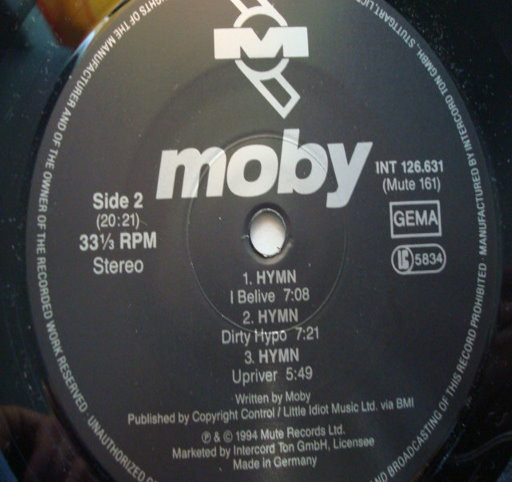 M
moby
Side 2
(20:21)
33⅓ RPM
Stereo
INT 126.631
(Mute 161)
GEMA
LC 5834
1. HYMN
I Belive 7:08
2. HYMN
Dirty Hypo 7:21
3. HYMN
Upriver 5:49
Written by Moby
Published by Copyright Control / Little Idiot Music Ltd. via BMI
℗ & © 1994 Mute Records Ltd.
Marketed by Intercord Ton GmbH, Licensee
Made in Germany
RIGHTS OF THE MANUFACTURER AND OF THE OWNER OF THE RECORDED WORK RESERVED · UNAUTHORIZED
AND BROADCASTING OF THIS RECORD PROHIBITED · MANUFACTURED BY INTERCORD TON GMBH, STUTTGART